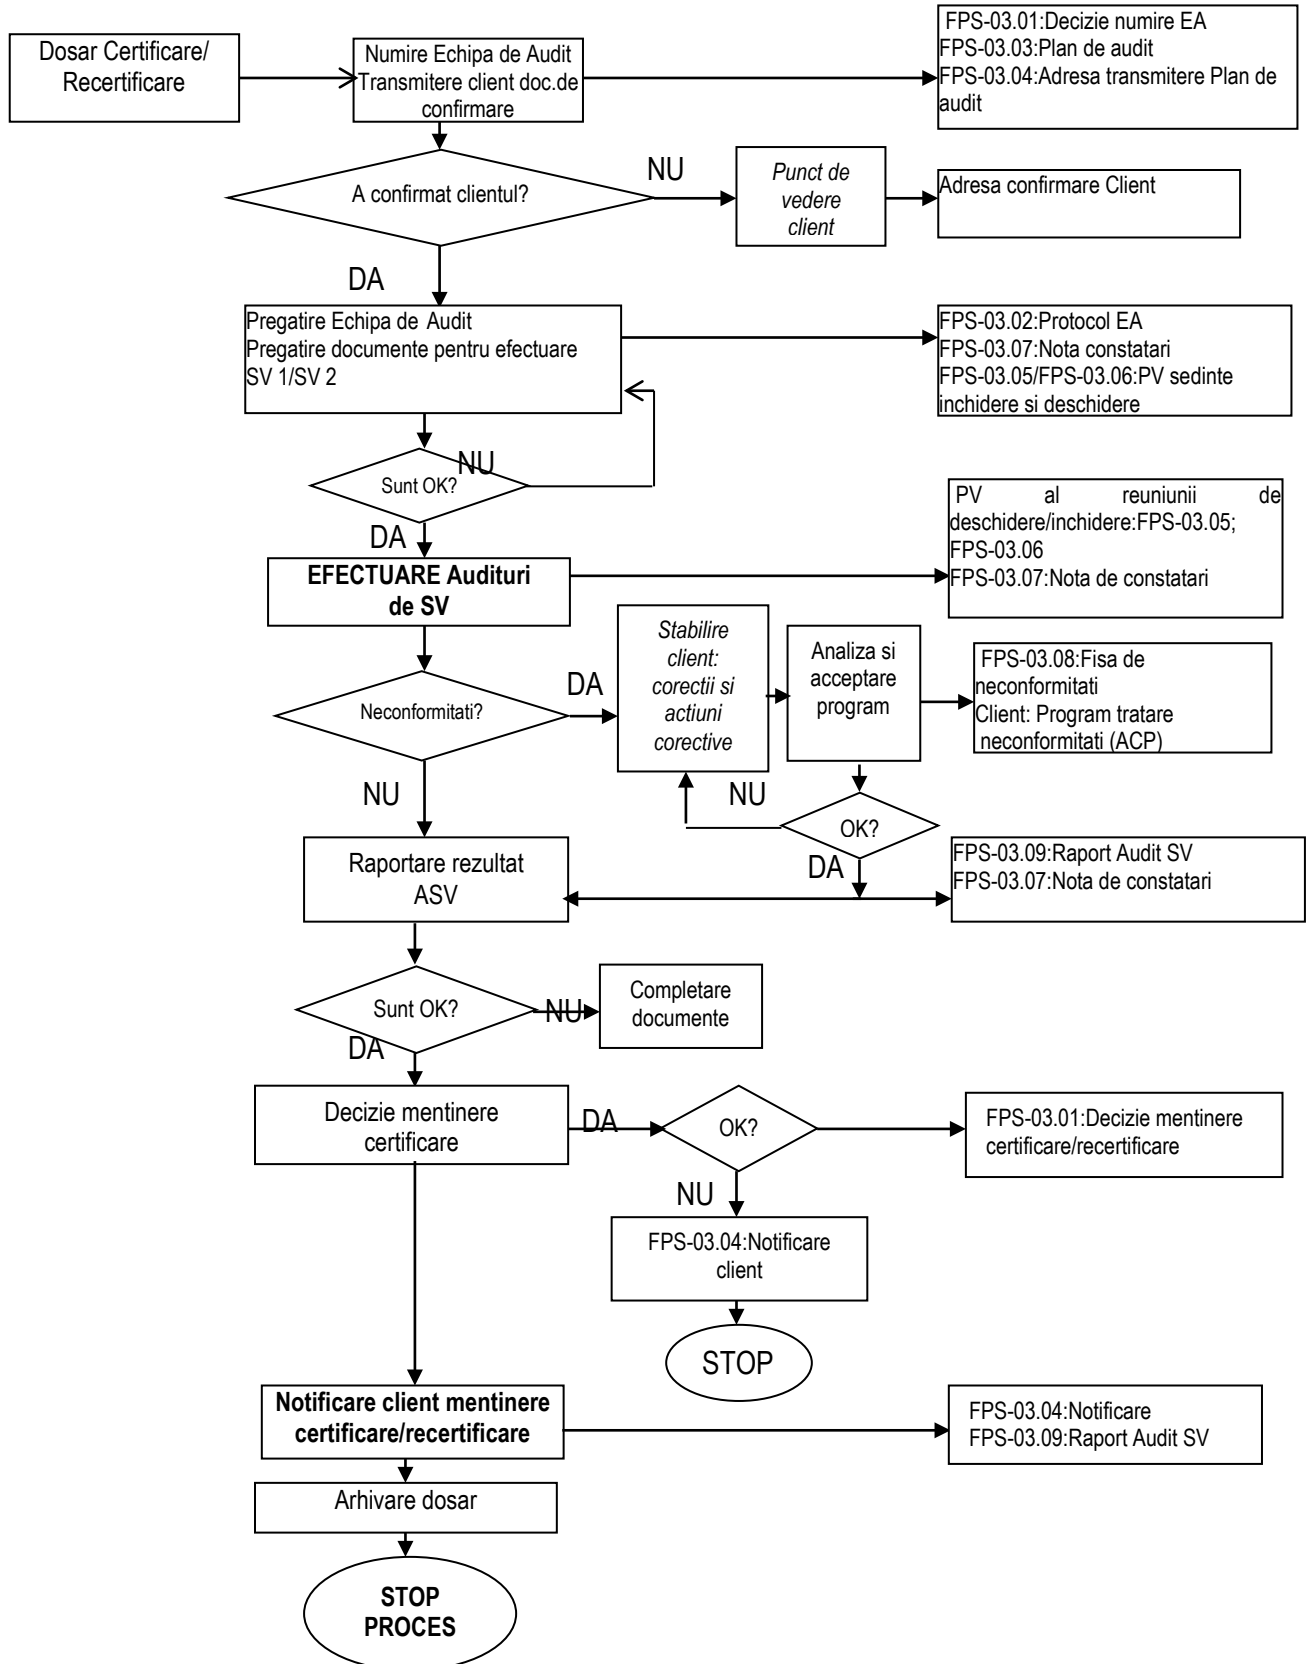 Dosar Certificare/
Recertificare
Numire Echipa de Audit
Transmitere client doc.de
confirmare
FPS-03.01:Decizie numire EA
FPS-03.03:Plan de audit
FPS-03.04:Adresa transmitere Plan de
audit
A confirmat clientul?
NU
Punct de
vedere
client
Adresa confirmare Client
DA
Pregatire Echipa de Audit
Pregatire documente pentru efectuare
SV 1/SV 2
FPS-03.02:Protocol EA
FPS-03.07:Nota constatari
FPS-03.05/FPS-03.06:PV sedinte
inchidere si deschidere
Sunt OK?
NU
DA
PV al reuniunii de
deschidere/inchidere:FPS-03.05;
FPS-03.06
FPS-03.07:Nota de constatari
EFECTUARE Audituri
de SV
Neconformitati?
DA
Stabilire
client:
corectii si
actiuni
corective
Analiza si
acceptare
program
FPS-03.08:Fisa de
neconformitati
Client: Program tratare
neconformitati (ACP)
NU
NU
OK?
DA
Raportare rezultat
ASV
FPS-03.09:Raport Audit SV
FPS-03.07:Nota de constatari
Sunt OK?
NU
Completare
documente
DA
Decizie mentinere
certificare
DA
OK?
FPS-03.01:Decizie mentinere
certificare/recertificare
NU
FPS-03.04:Notificare
client
STOP
Notificare client mentinere
certificare/recertificare
FPS-03.04:Notificare
FPS-03.09:Raport Audit SV
Arhivare dosar
STOP
PROCES